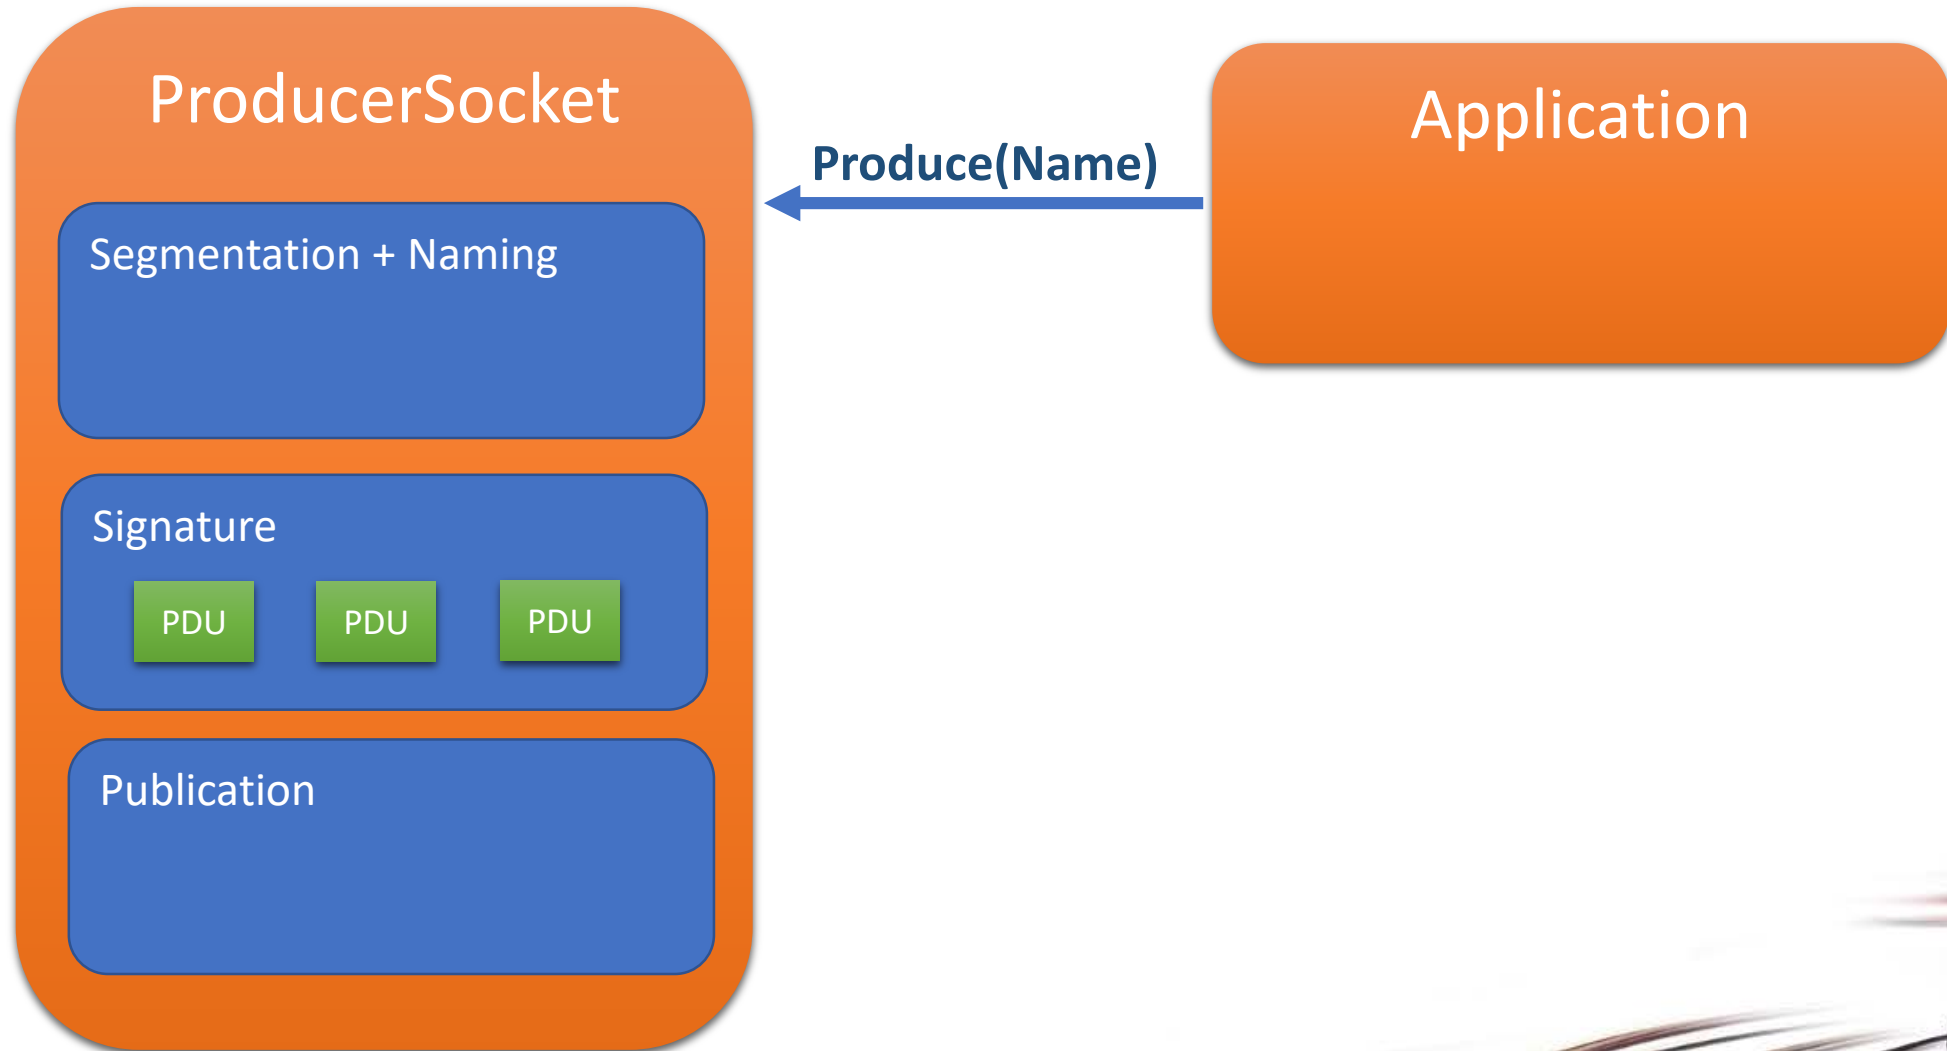 ProducerSocket
Segmentation + Naming
Signature
PDU PDU PDU
Publication
Produce(Name)
Application